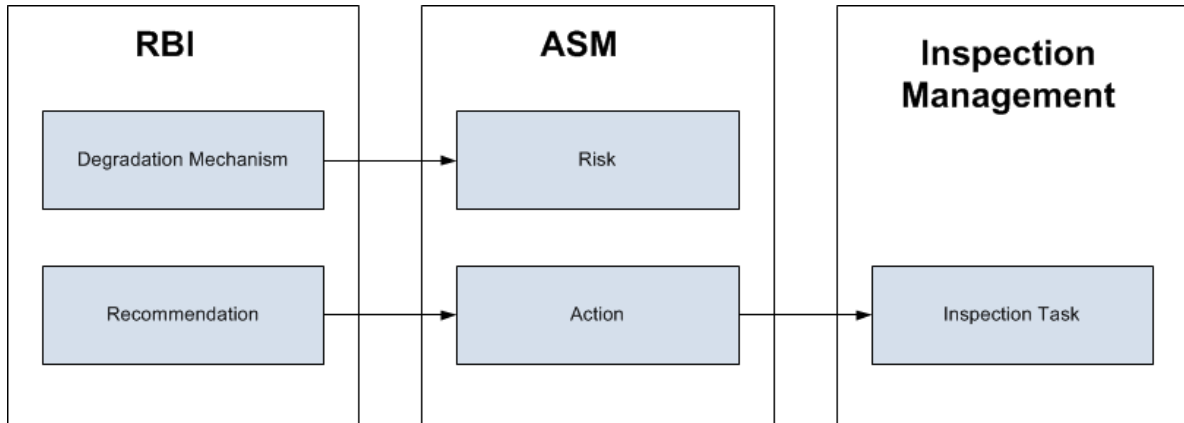 RBI
Degradation Mechanism
Recommendation
ASM
Risk
Action
Inspection
Management
Inspection Task